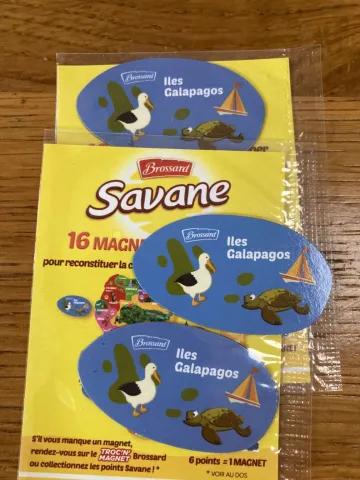 Brossard
Iles
Galapagos
Brossard
Savane
16 MAGN
pour reconstituer la c
Brossard
Iles
Galapagos
Brossard
Iles
Galapagos
S'il vous manque un magnet,
rendez-vous sur le TROC'N' MAGNET Brossard
ou collectionnez les points Savane ! *
6 points = 1 MAGNET
* VOIR AU DOS